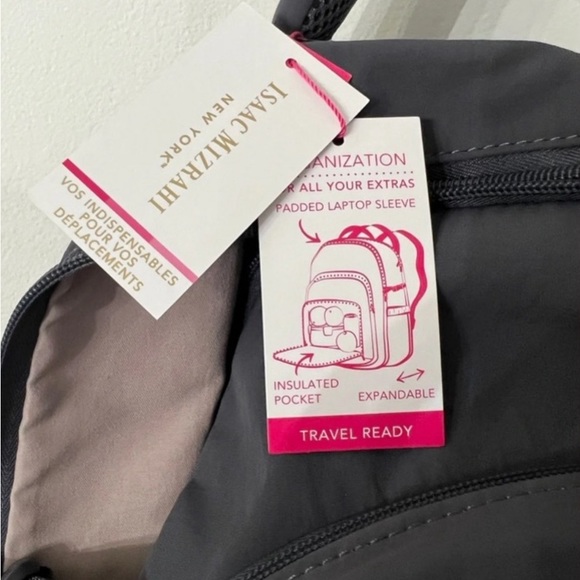 ISAAC MIZRAHI
NEW YORK™
VOS INDISPENSABLES
POUR VOS
DÉPLACEMENTS
ANIZATION
R ALL YOUR EXTRAS
PADDED LAPTOP SLEEVE
INSULATED
POCKET
EXPANDABLE
TRAVEL READY